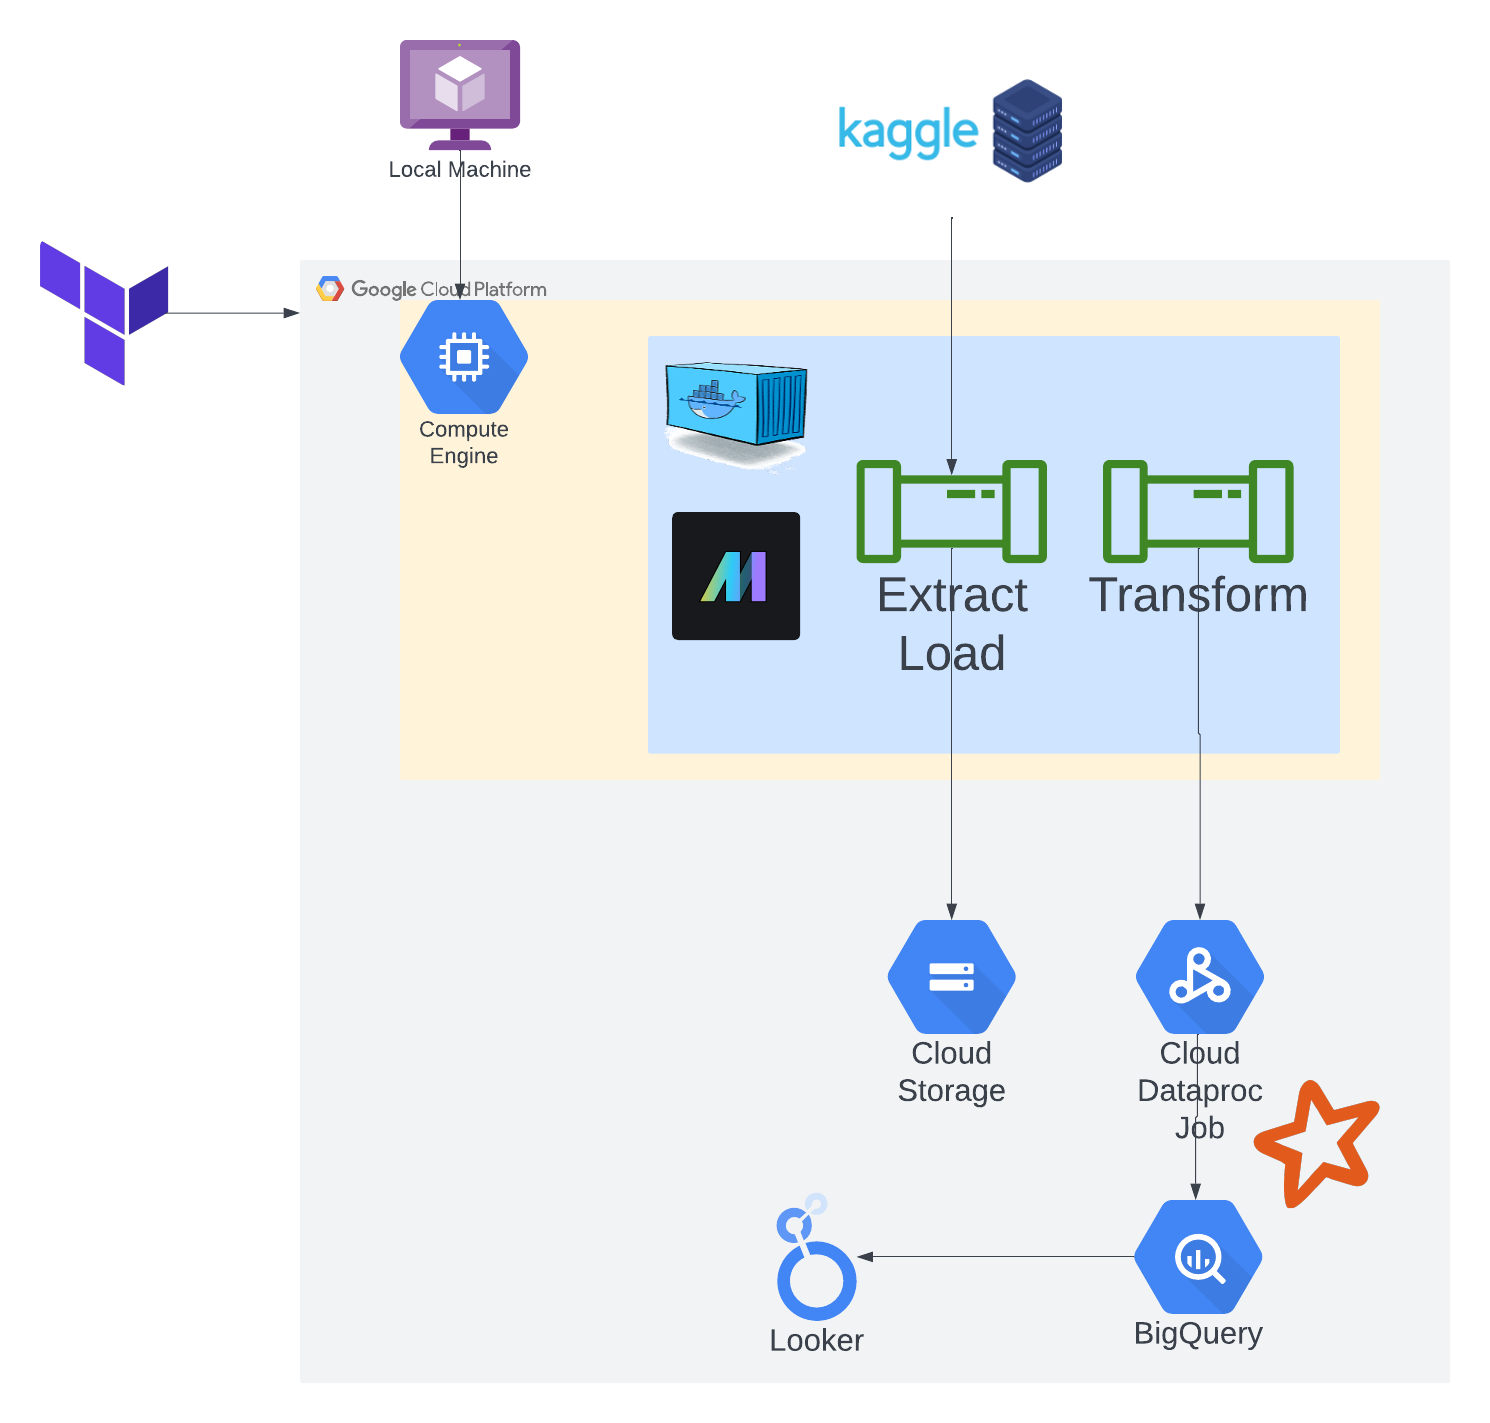 Local Machine
kaggle
Google Cloud Platform
Compute
Engine
Extract
Load
Transform
Cloud
Storage
Cloud
Dataproc
Job
Looker
BigQuery